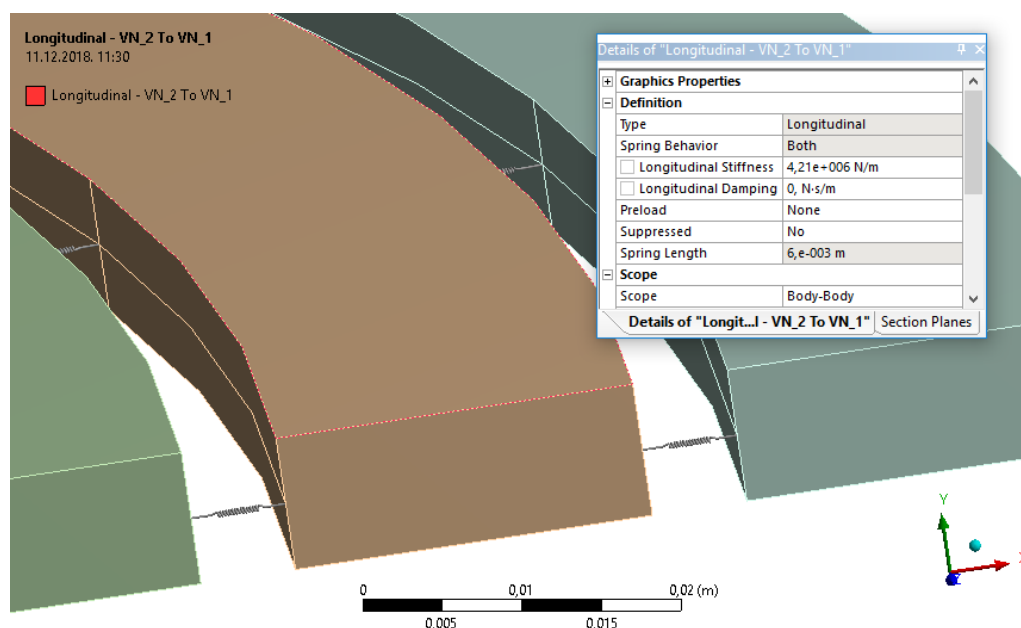 Longitudinal - VN_2 To VN_1
11.12.2018. 11:30
Longitudinal - VN_2 To VN_1
Details of "Longitudinal - VN_2 To VN_1"
Graphics Properties
Definition
Type Longitudinal
Spring Behavior Both
Longitudinal Stiffness 4,21e+006 N/m
Longitudinal Damping 0, N·s/m
Preload None
Suppressed No
Spring Length 6,e-003 m
Scope
Scope Body-Body
Details of "Longit...l - VN_2 To VN_1" Section Planes
Y
X
Z
0 0,01 0,02 (m)
0.005 0.015